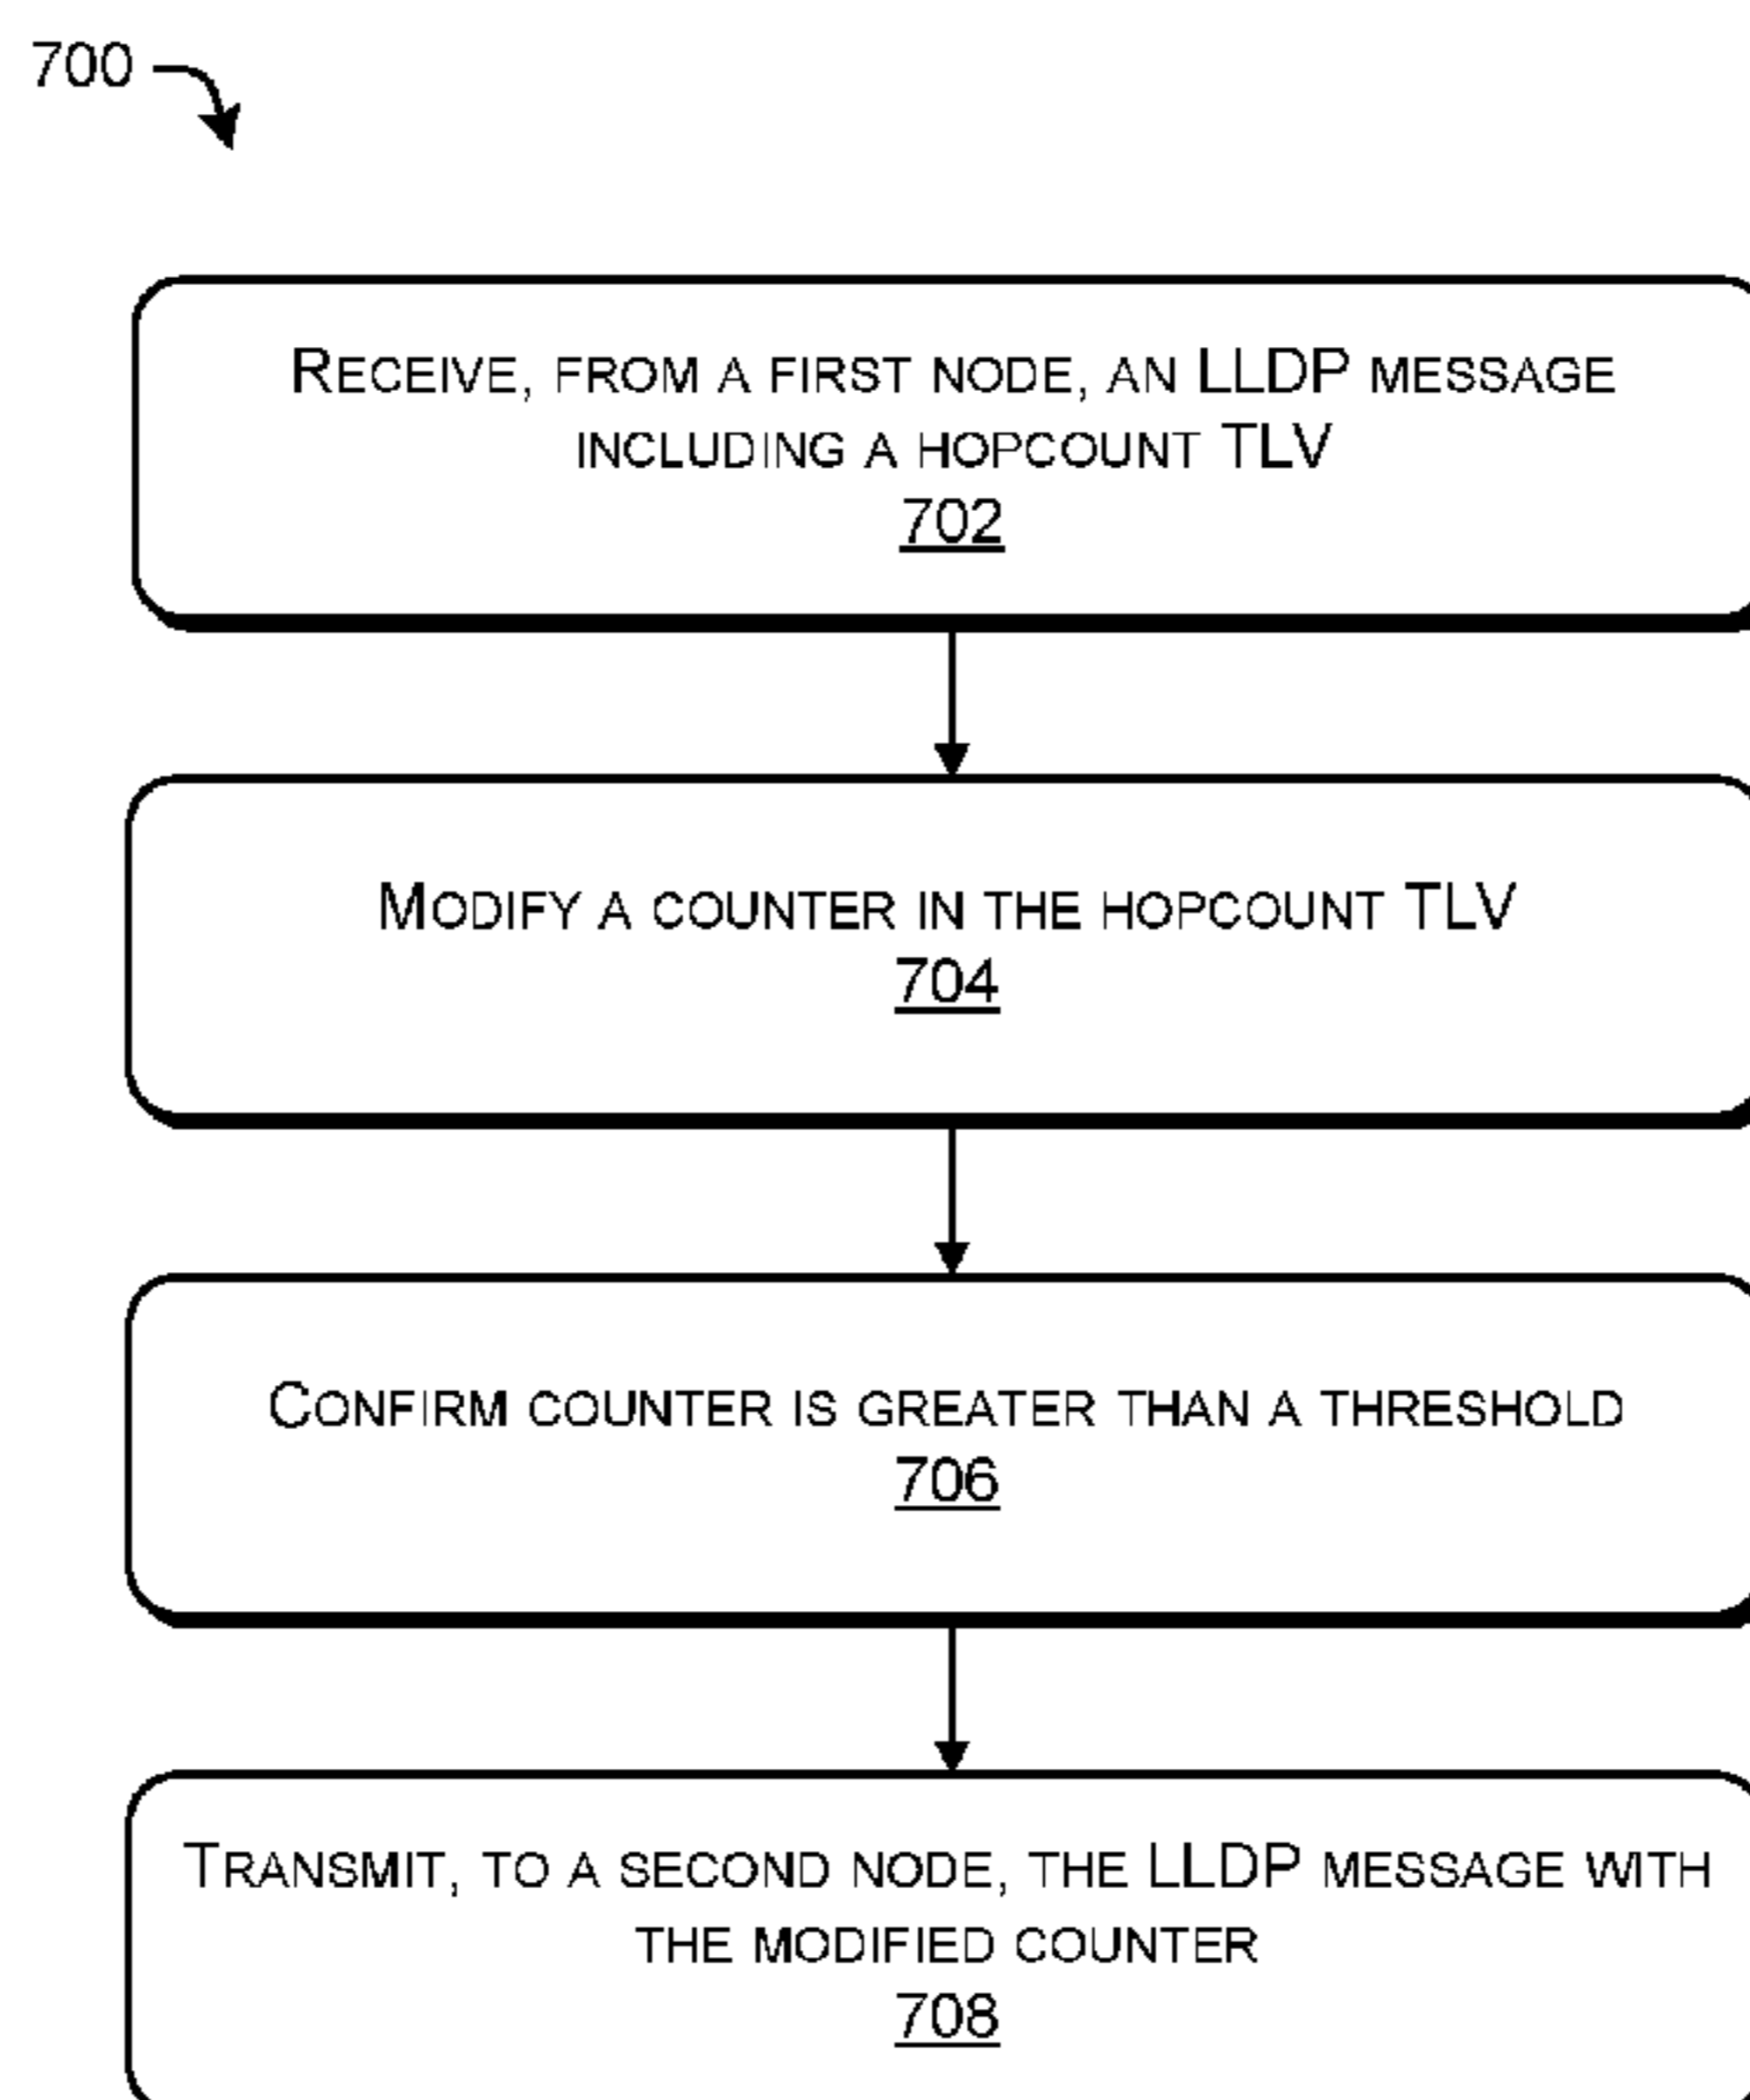 700
RECEIVE, FROM A FIRST NODE, AN LLDP MESSAGE
INCLUDING A HOPCOUNT TLV
702
MODIFY A COUNTER IN THE HOPCOUNT TLV
704
CONFIRM COUNTER IS GREATER THAN A THRESHOLD
706
TRANSMIT, TO A SECOND NODE, THE LLDP MESSAGE WITH
THE MODIFIED COUNTER
708